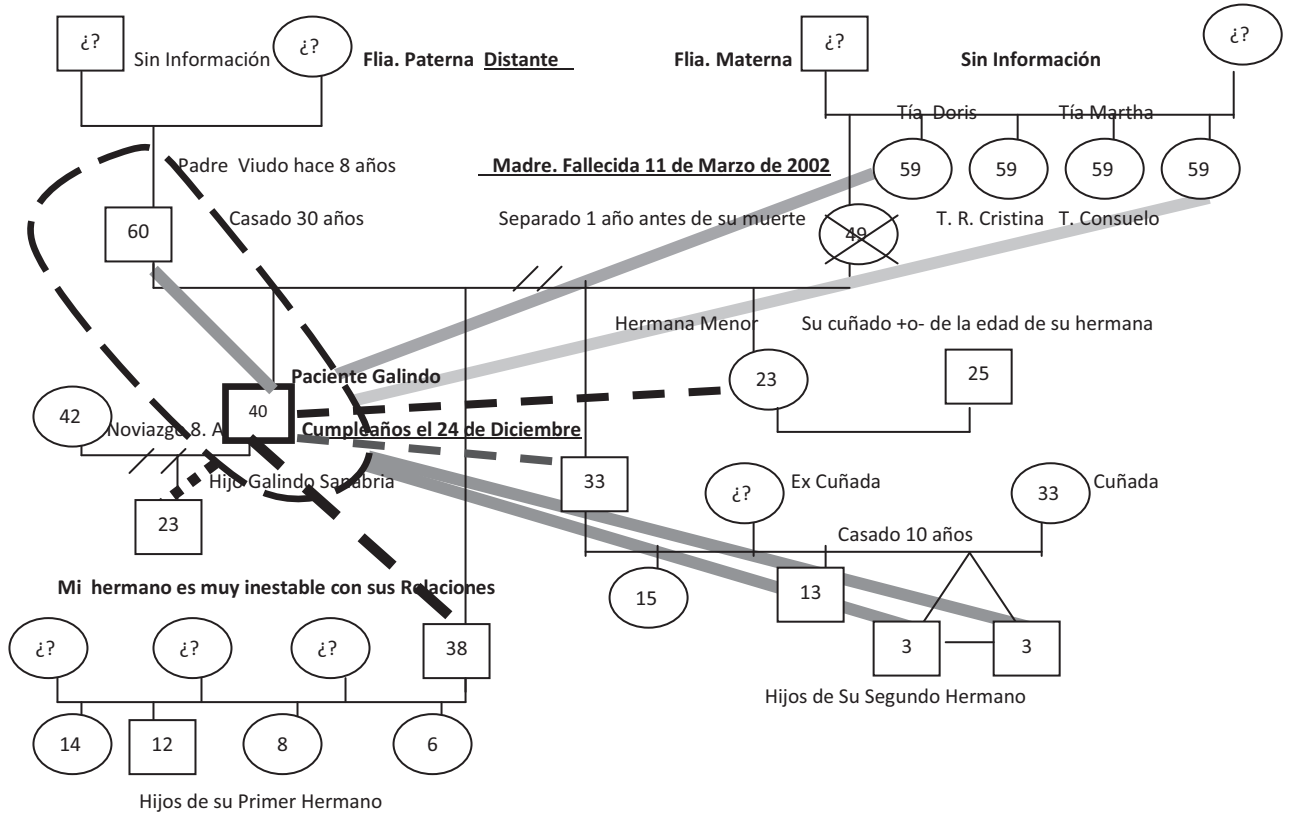 ¿?
Sin Información
¿?
Flia. Paterna Distante
Flia. Materna
¿?
Sin Información
¿?
Tía Doris
Tía Martha
Padre Viudo hace 8 años
Madre. Fallecida 11 de Marzo de 2002
59
59
59
59
60
Casado 30 años
Separado 1 año antes de su muerte
49
T. R. Cristina
T. Consuelo
Hermana Menor
Su cuñado +o- de la edad de su hermana
Paciente Galindo
23
25
42
40
Noviazgo 8. A
Cumpleaños el 24 de Diciembre
Hijo Galindo Sanabria
33
¿?
Ex Cuñada
33
Cuñada
23
Casado 10 años
Mi hermano es muy inestable con sus Relaciones
15
13
¿?
¿?
¿?
38
3
3
Hijos de Su Segundo Hermano
14
12
8
6
Hijos de su Primer Hermano